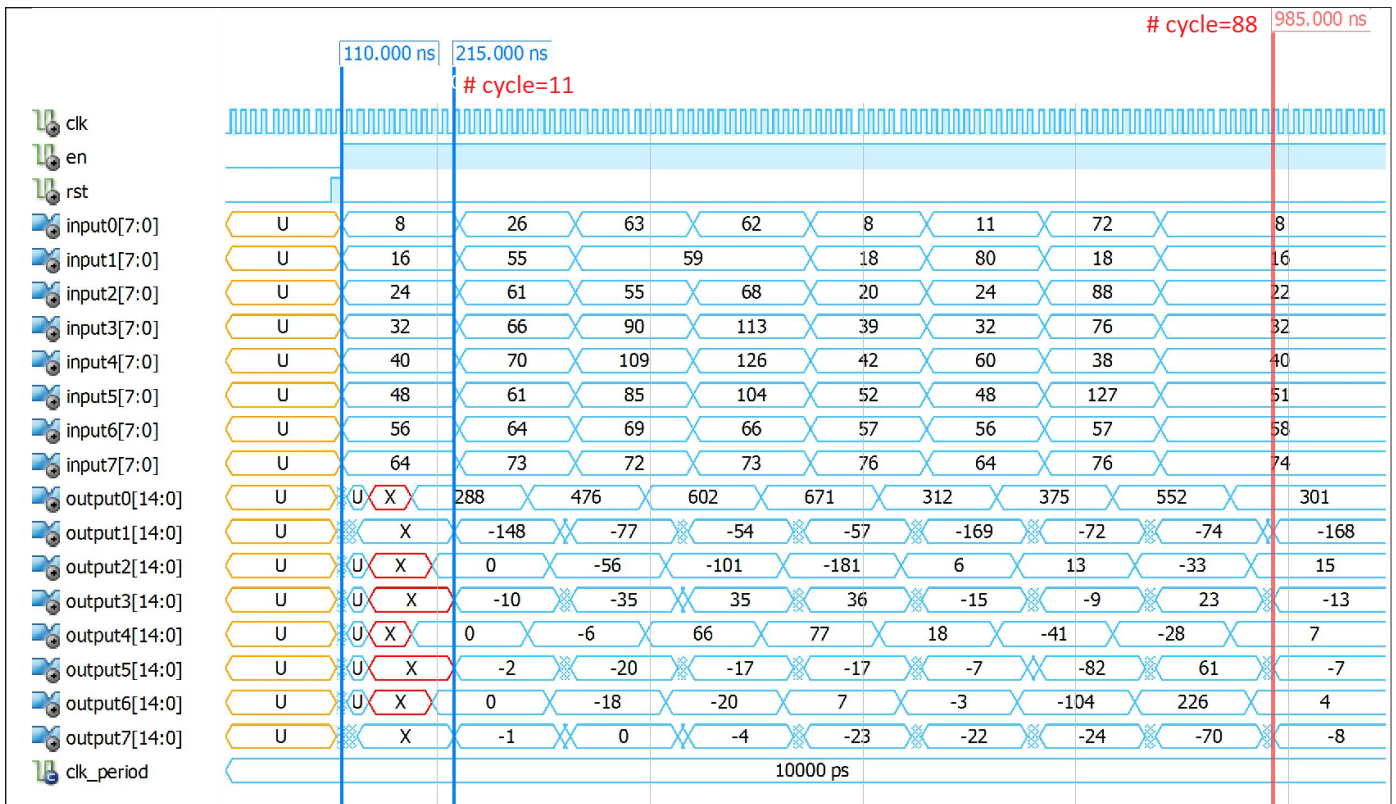 # cycle=88 985.000 ns
110.000 ns 215.000 ns
# cycle=11
clk
en
rst
input0[7:0] U 8 26 63 62 8 11 72 8
input1[7:0] U 16 55 59 18 80 18 16
input2[7:0] U 24 61 55 68 20 24 88 22
input3[7:0] U 32 66 90 113 39 32 76 32
input4[7:0] U 40 70 109 126 42 60 38 40
input5[7:0] U 48 61 85 104 52 48 127 51
input6[7:0] U 56 64 69 66 57 56 57 58
input7[7:0] U 64 73 72 73 76 64 76 74
output0[14:0] U U X 288 476 602 671 312 375 552 301
output1[14:0] U X -148 -77 -54 -57 -169 -72 -74 -168
output2[14:0] U U X 0 -56 -101 -181 6 13 -33 15
output3[14:0] U U X -10 -35 35 36 -15 -9 23 -13
output4[14:0] U U X 0 -6 66 77 18 -41 -28 7
output5[14:0] U U X -2 -20 -17 -17 -7 -82 61 -7
output6[14:0] U U X 0 -18 -20 7 -3 -104 226 4
output7[14:0] U X -1 0 -4 -23 -22 -24 -70 -8
clk_period 10000 ps